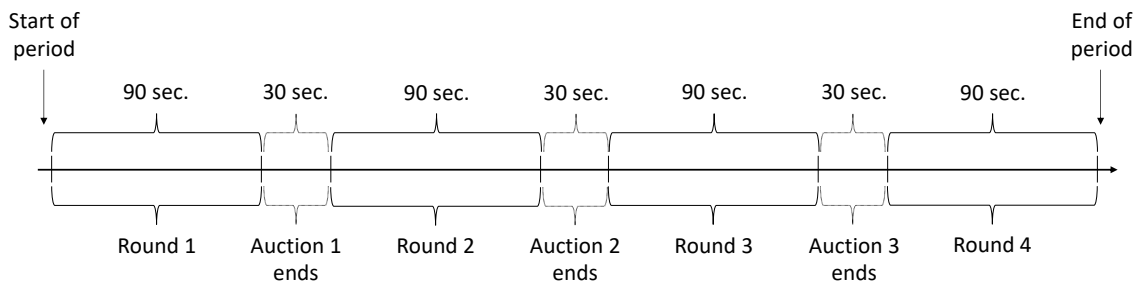 Start of
period
End of
period
90 sec.
30 sec.
90 sec.
30 sec.
90 sec.
30 sec.
90 sec.
Round 1
Auction 1
ends
Round 2
Auction 2
ends
Round 3
Auction 3
ends
Round 4